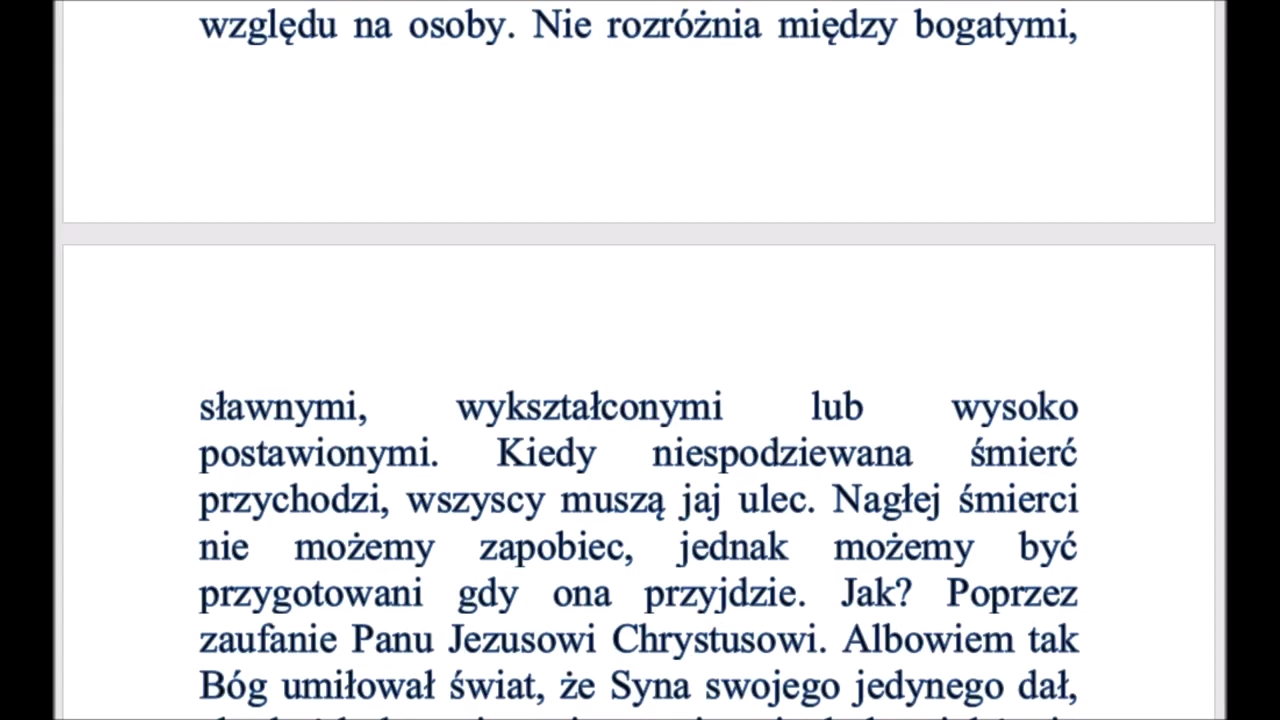 względu na osoby. Nie rozróżnia między bogatymi,
sławnymi, wykształconymi lub wysoko
postawionymi. Kiedy niespodziewana śmierć
przychodzi, wszyscy muszą jaj ulec. Nagłej śmierci
nie możemy zapobiec, jednak możemy być
przygotowani gdy ona przyjdzie. Jak? Poprzez
zaufanie Panu Jezusowi Chrystusowi. Albowiem tak
Bóg umiłował świat, że Syna swojego jedynego dał,